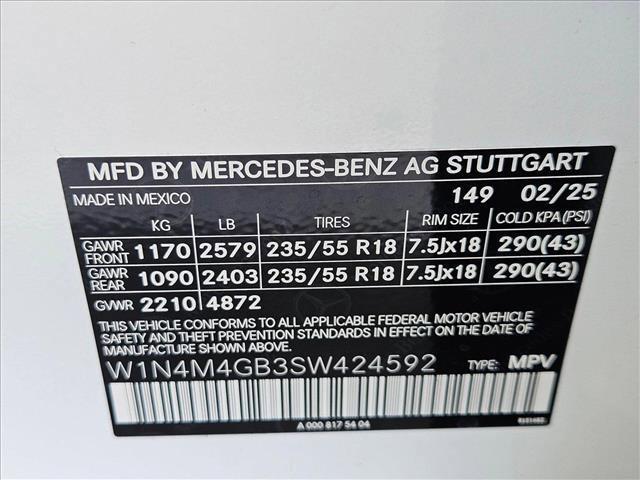 MFD BY MERCEDES-BENZ AG STUTTGART
MADE IN MEXICO 149 02/25
KG LB TIRES RIM SIZE COLD KPA (PSI)
GAWR FRONT 1170 2579 235/55 R18 7.5Jx18 290(43)
GAWR REAR 1090 2403 235/55 R18 7.5Jx18 290(43)
GVWR 2210 4872
THIS VEHICLE CONFORMS TO ALL APPLICABLE FEDERAL MOTOR VEHICLE
SAFETY AND THEFT PREVENTION STANDARDS IN EFFECT ON THE DATE OF
MANUFACTURE SHOWN ABOVE.
W1N4M4GB3SW424592 TYPE: MPV
A 000 817 54 04